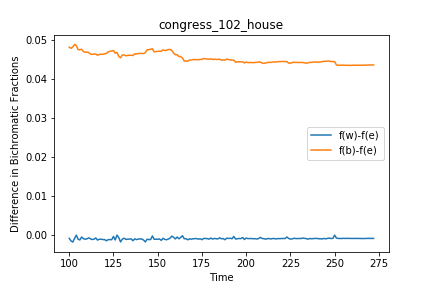 congress_102_house
Difference in Bichromatic Fractions
0.05
0.04
0.03
0.02
0.01
0.00
f(w)-f(e)
f(b)-f(e)
100 125 150 175 200 225 250 275
Time